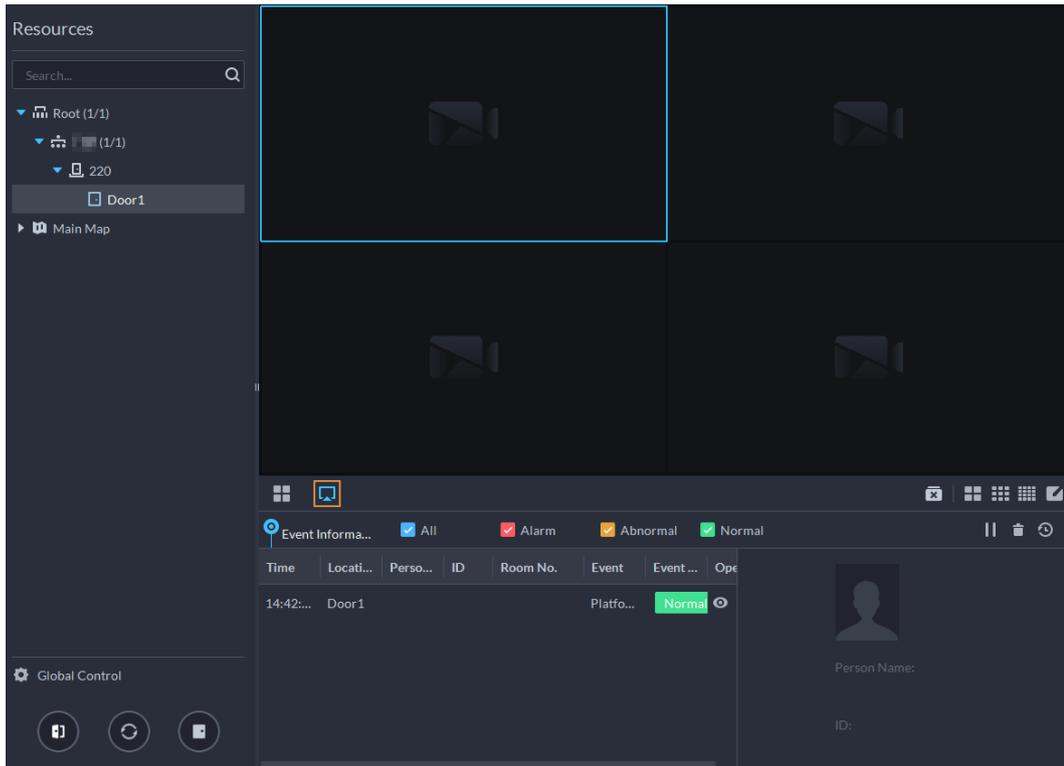 Resources
Search...
Root (1/1)
(1/1)
220
Door1
Main Map
Event Informa... All Alarm Abnormal Normal
Time Locati... Perso... ID Room No. Event Event ... Ope
14:42:... Door1 Platfo... Normal
Person Name:
ID:
Global Control